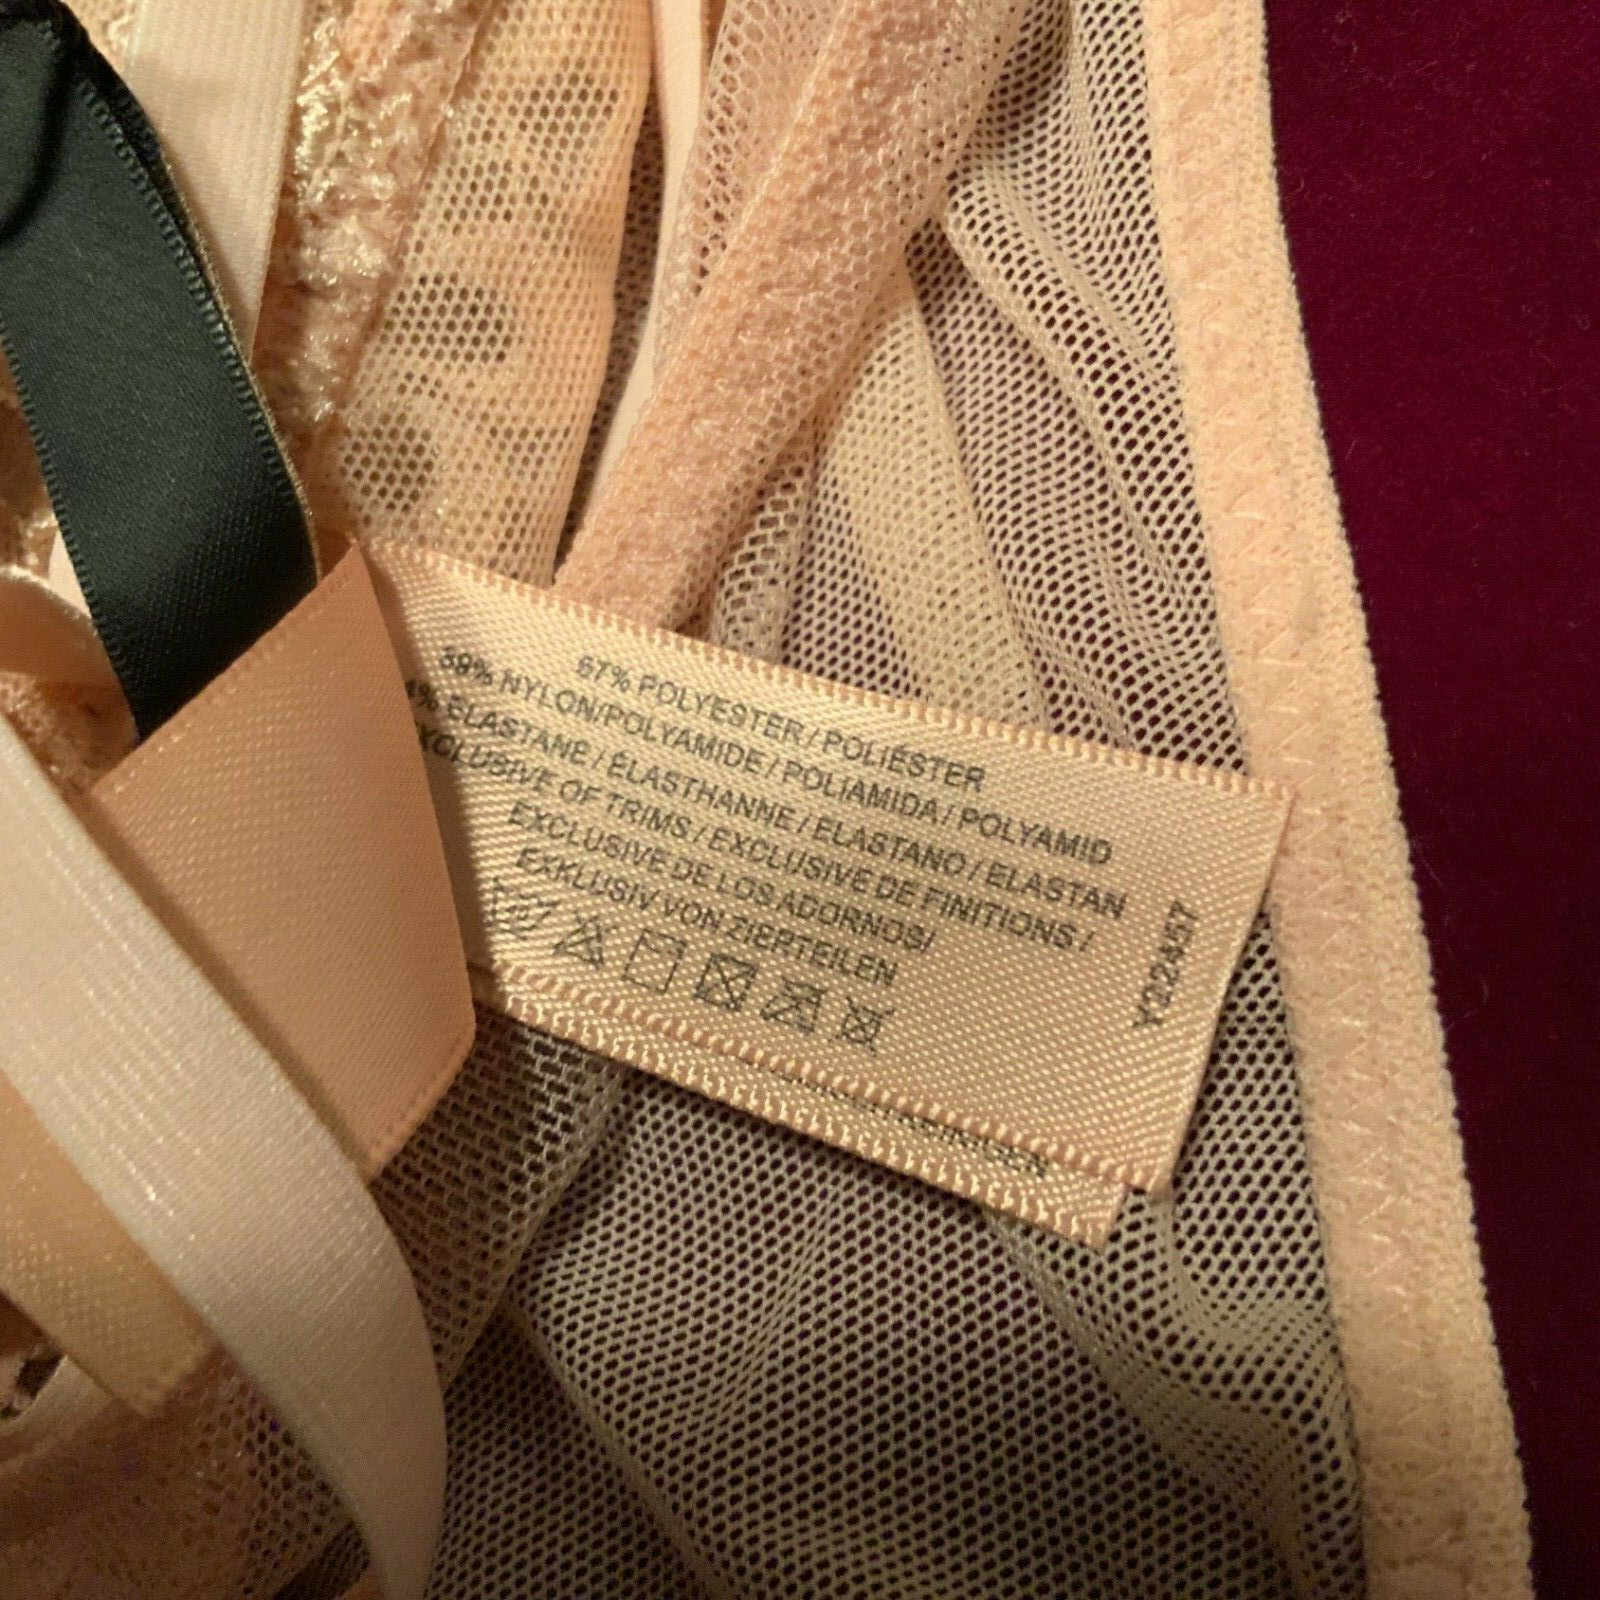 57% POLYESTER / POLIÉSTER
39% NYLON/POLYAMIDE / POLIAMIDA / POLYAMID
4% ELASTANE / ÉLASTHANNE / ELASTANO / ELASTAN
EXCLUSIVE OF TRIMS / EXCLUSIVE DE FINITIONS /
EXCLUSIVE DE LOS ADORNOS/
EXKLUSIV VON ZIERTEILEN
Y22457